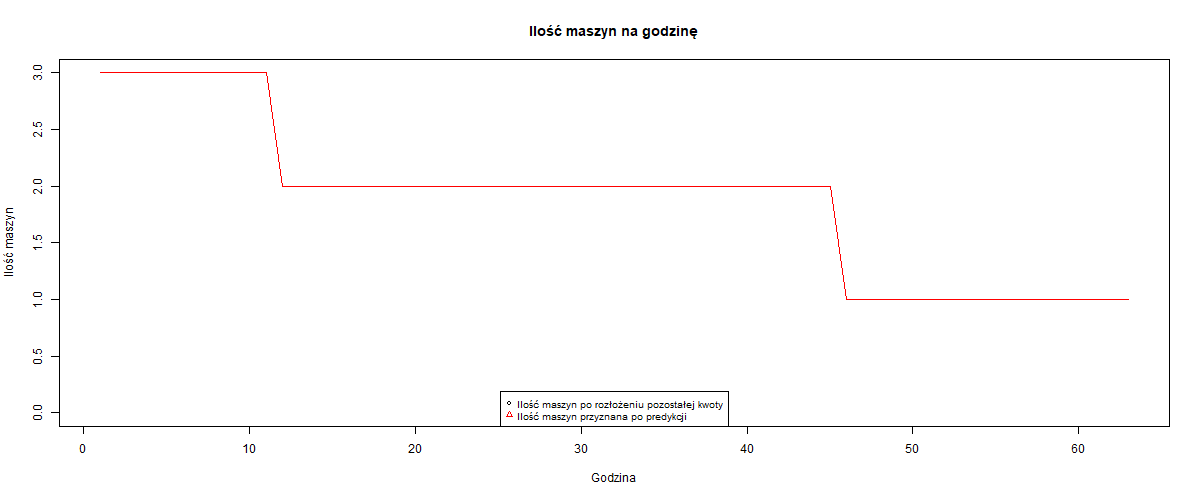 Ilość maszyn na godzinę
Ilość maszyn
3.0
2.5
2.0
1.5
1.0
0.5
0.0
Ilość maszyn po rozłożeniu pozostałej kwoty
Ilość maszyn przyznana po predykcji
0 10 20 30 40 50 60
Godzina